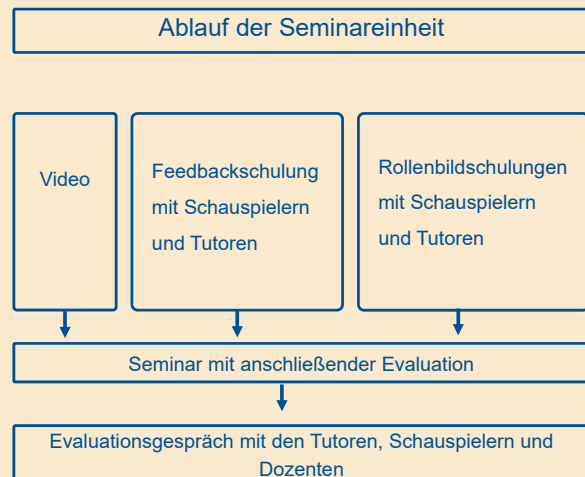 Ablauf der Seminareinheit
Video
Feedbackschulung
mit Schauspielern
und Tutoren
Rollenbildschulungen
mit Schauspielern
und Tutoren
Seminar mit anschließender Evaluation
Evaluationsgespräch mit den Tutoren, Schauspielern und
Dozenten